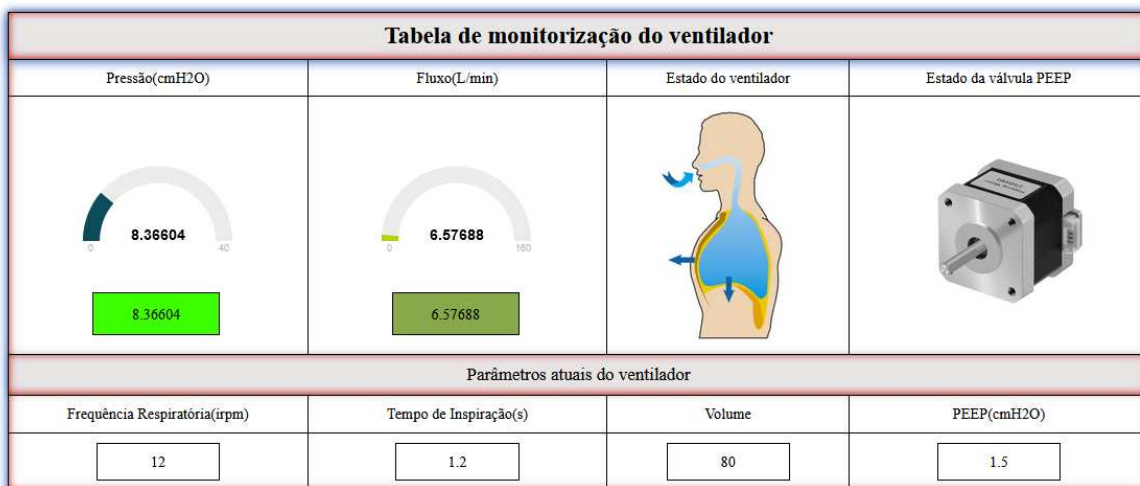 Tabela de monitorização do ventilador
Pressão(cmH2O) Fluxo(L/min) Estado do ventilador Estado da válvula PEEP
8.36604
0 40
6.57688
0 160
8.36604 6.57688
Parâmetros atuais do ventilador
Frequência Respiratória(irpm) Tempo de Inspiração(s) Volume PEEP(cmH2O)
12 1.2 80 1.5